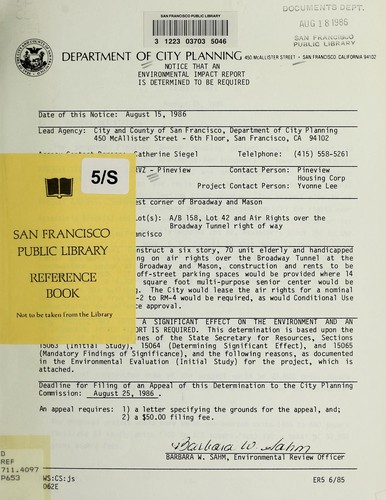 DOCUMENTS DEPT.
AUG 18 1986
SAN FRANCISCO
PUBLIC LIBRARY
SAN FRANCISCO PUBLIC LIBRARY
3 1223 03703 5046
DEPARTMENT OF CITY PLANNING 450 McALLISTER STREET - SAN FRANCISCO, CALIFORNIA 94102
NOTICE THAT AN
ENVIRONMENTAL IMPACT REPORT
IS DETERMINED TO BE REQUIRED
Date of this Notice: August 15, 1986
Lead Agency: City and County of San Francisco, Department of City Planning
450 McAllister Street - 6th Floor, San Francisco, CA 94102
Catherine Siegel Telephone: (415) 558-5261
VZ - Pineview Contact Person: Pineview
Housing Corp
Project Contact Person: Yvonne Lee
est corner of Broadway and Mason
ot(s): A/B 158, Lot 42 and Air Rights over the
Broadway Tunnel right of way
ancisco
nstruct a six story, 70 unit elderly and handicapped
ng on air rights over the Broadway Tunnel at the
Broadway and Mason, construction and rents to be
off-street parking spaces would be provided where 14
square foot multi-purpose senior center would be
ng. The City would lease the air rights for a nominal
-2 to RM-4 would be required, as would Conditional Use
e approval.
A SIGNIFICANT EFFECT ON THE ENVIRONMENT AND AN
RT IS REQUIRED. This determination is based upon the
nes of the State Secretary for Resources, Sections
15063 (Initial Study), 15064 (Determining Significant Effect), and 15065
(Mandatory Findings of Significance), and the following reasons, as documented
in the Environmental Evaluation (Initial Study) for the project, which is
attached.
Deadline for Filing of an Appeal of this Determination to the City Planning
Commission: August 25, 1986.
An appeal requires: 1) a letter specifying the grounds for the appeal, and;
2) a $50.00 filing fee.
Barbara W. Sahm
BARBARA W. SAHM, Environmental Review Officer
WS:CS:js
062E
ER5 6/85
5/S
SAN FRANCISCO
PUBLIC LIBRARY
REFERENCE
BOOK
Not to be taken from the Library
D
REF
711.4097
P653